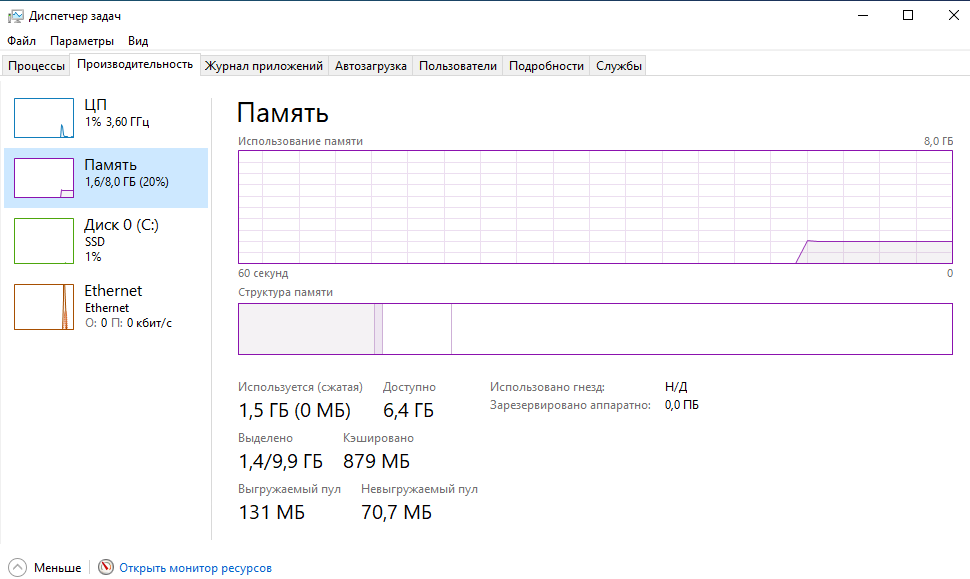 Диспетчер задач
Файл Параметры Вид
Процессы Производительность Журнал приложений Автозагрузка Пользователи Подробности Службы
ЦП
1% 3,60 ГГц
Память
1,6/8,0 ГБ (20%)
Диск 0 (C:)
SSD
1%
Ethernet
Ethernet
О: 0 П: 0 кбит/с
Память
Использование памяти 8,0 ГБ
60 секунд 0
Структура памяти
Используется (сжатая) Доступно
1,5 ГБ (0 МБ) 6,4 ГБ
Выделено Кэшировано
1,4/9,9 ГБ 879 МБ
Выгружаемый пул Невыгружаемый пул
131 МБ 70,7 МБ
Использовано гнезд: Н/Д
Зарезервировано аппаратно: 0,0 ПБ
Меньше Открыть монитор ресурсов